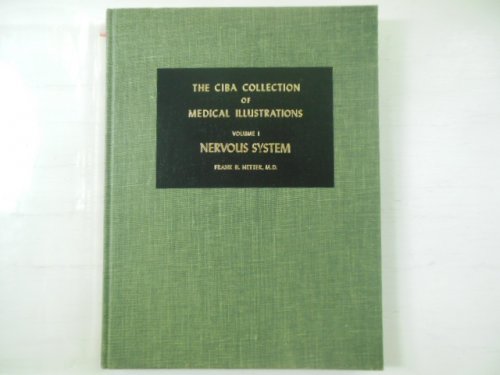 THE CIBA COLLECTION
OF
MEDICAL ILLUSTRATIONS
VOLUME 1
NERVOUS SYSTEM
FRANK H. NETTER, M.D.